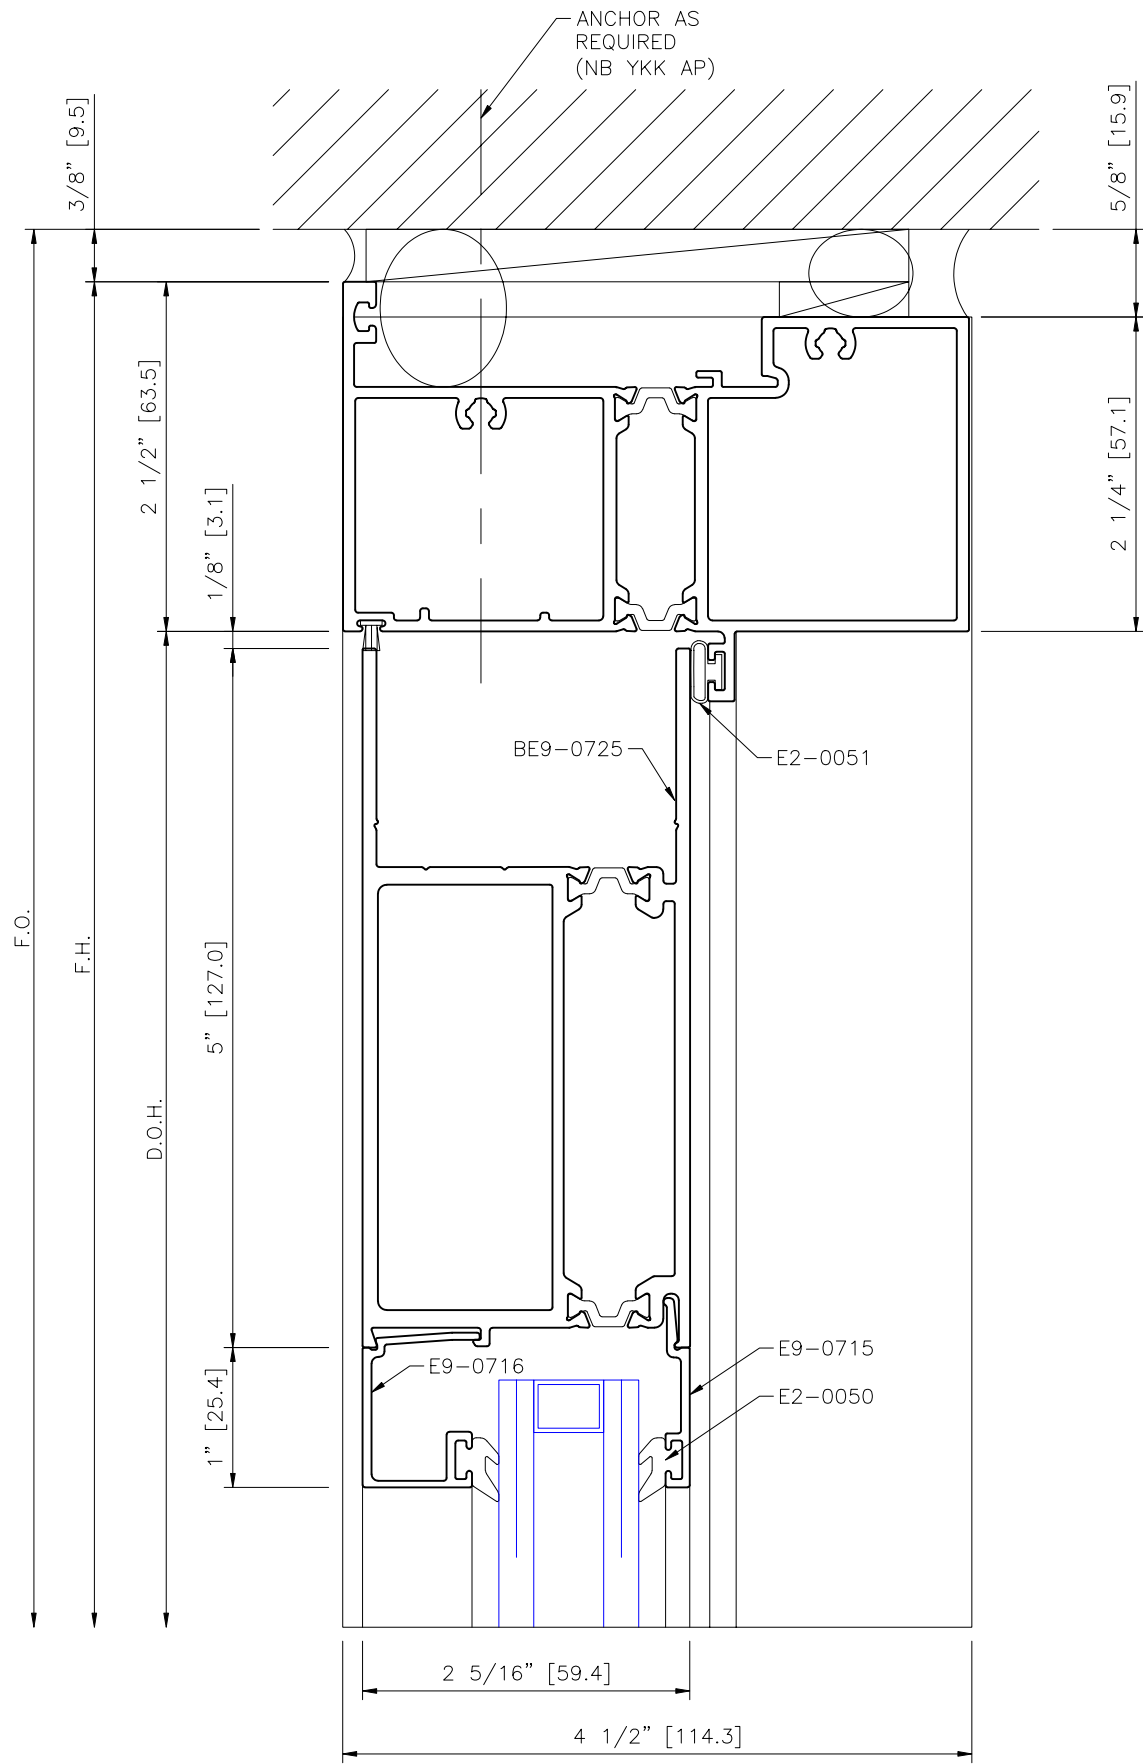 ANCHOR AS
REQUIRED
(NB YKK AP)
3/8" [9.5]
5/8" [15.9]
2 1/2" [63.5]
2 1/4" [57.1]
1/8" [3.1]
BE9-0725
E2-0051
F.O.
F.H.
5" [127.0]
D.O.H.
E9-0716
E9-0715
E2-0050
1" [25.4]
2 5/16" [59.4]
4 1/2" [114.3]